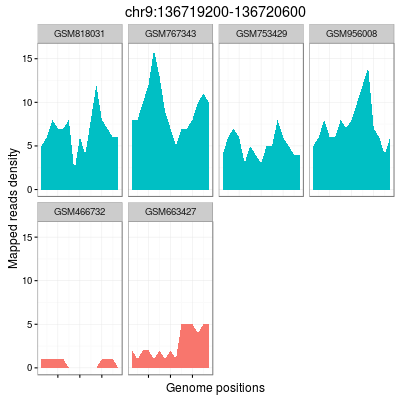 chr9:136719200-136720600
GSM818031 GSM767343 GSM753429 GSM956008
15
10
5
0
GSM466732 GSM663427
15
10
5
0
Mapped reads density
Genome positions